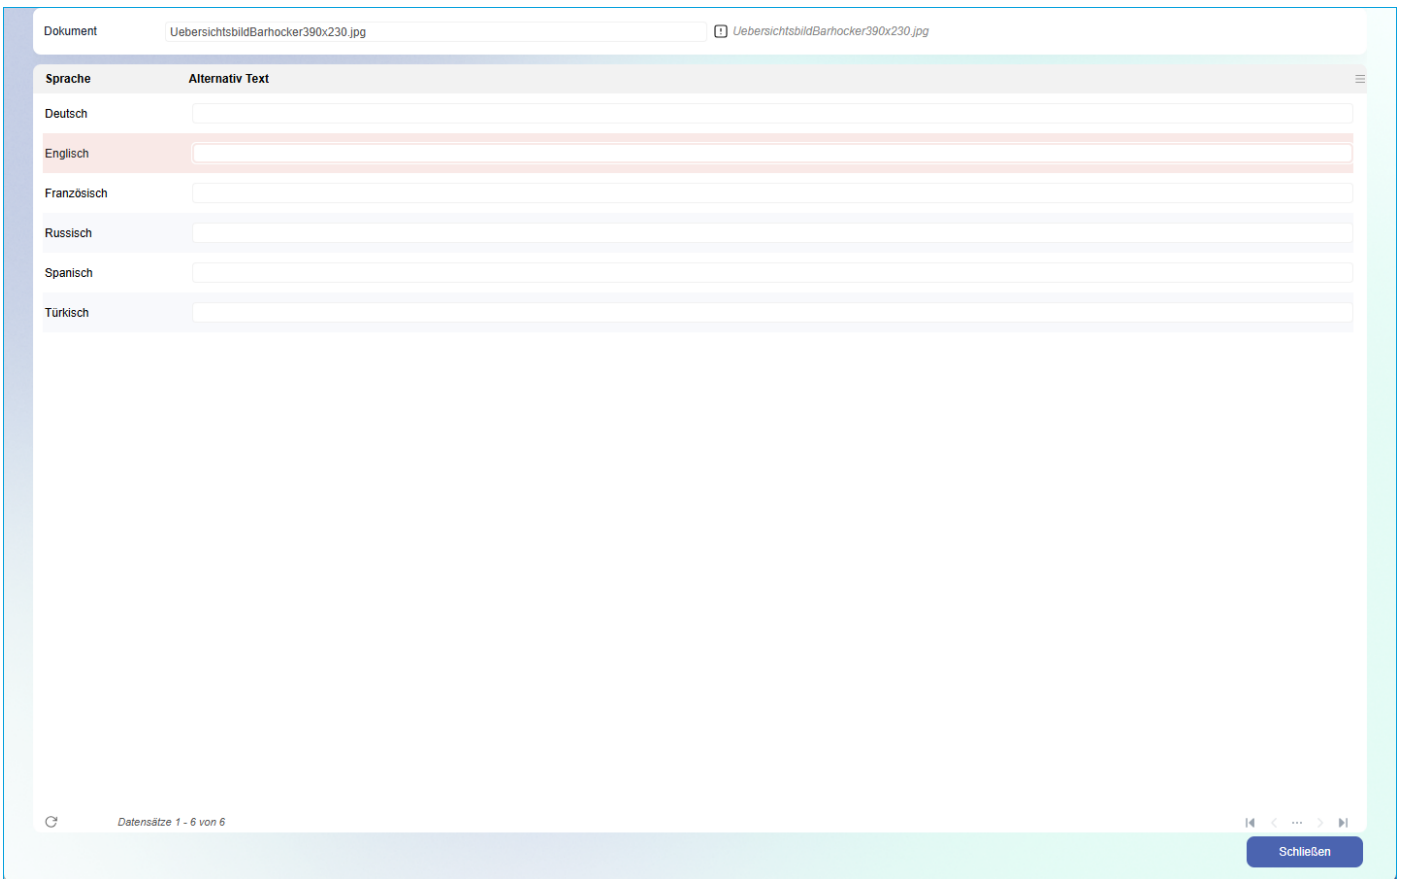 Dokument UebersichtsbildBarhocker390x230.jpg UebersichtsbildBarhocker390x230.jpg
Sprache Alternativ Text
Deutsch
Englisch
Französisch
Russisch
Spanisch
Türkisch
Datensätze 1 - 6 von 6
Schließen